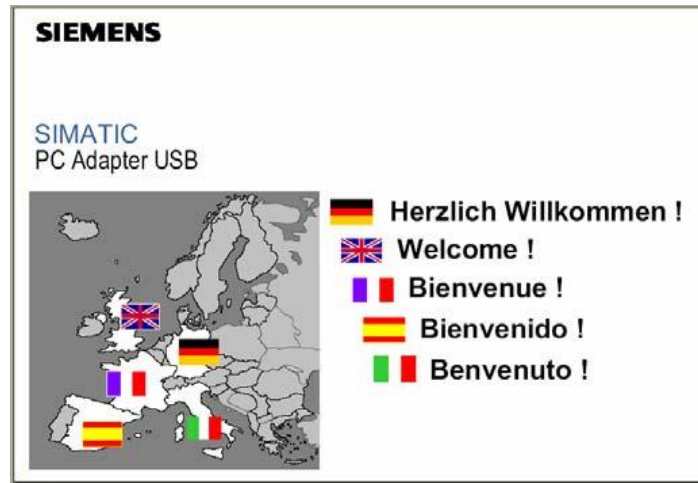 SIEMENS
SIMATIC
PC Adapter USB
Herzlich Willkommen !
Welcome !
Bienvenue !
Bienvenido !
Benvenuto !